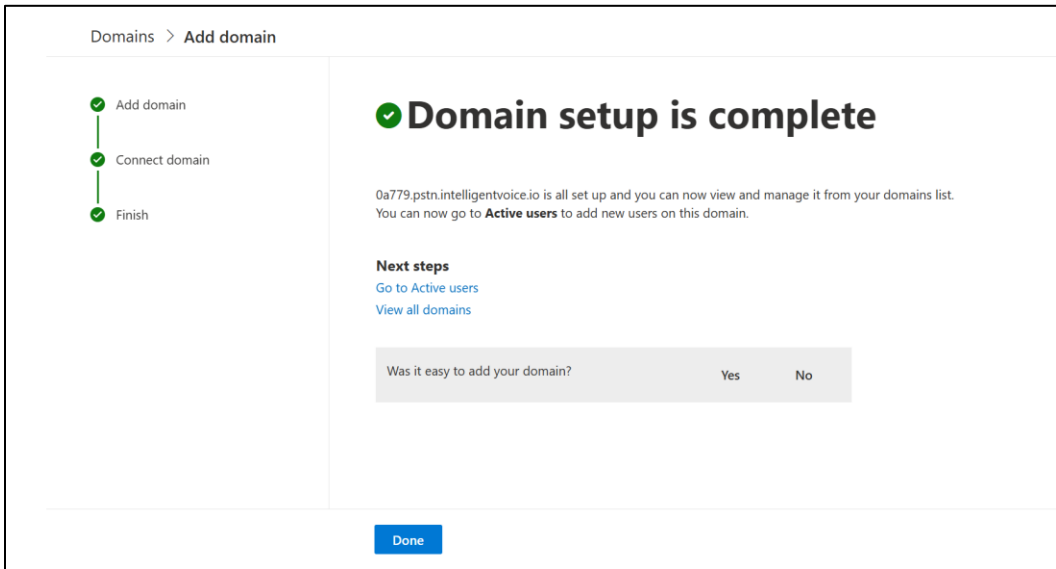 Domains > Add domain
Add domain
Connect domain
Finish
Domain setup is complete
0a779.pstn.intelligentvoice.io is all set up and you can now view and manage it from your domains list.
You can now go to Active users to add new users on this domain.
Next steps
Go to Active users
View all domains
Was it easy to add your domain? Yes No
Done